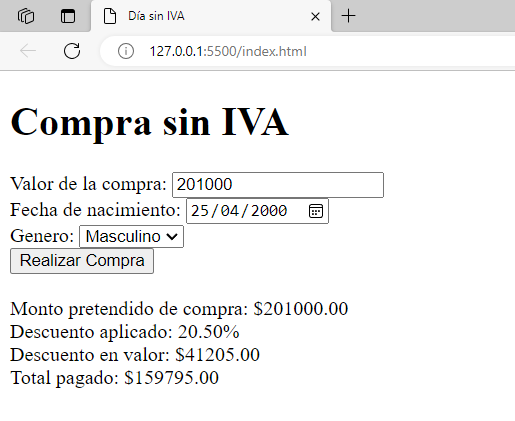 Día sin IVA
127.0.0.1:5500/index.html
Compra sin IVA
Valor de la compra: 201000
Fecha de nacimiento: 25/04/2000
Genero: Masculino
Realizar Compra
Monto pretendido de compra: $201000.00
Descuento aplicado: 20.50%
Descuento en valor: $41205.00
Total pagado: $159795.00